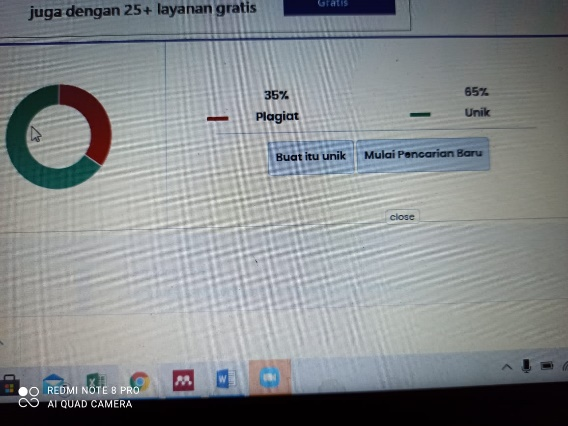 juga dengan 25+ layanan gratis
Gratis
35%
Plagiat
65%
Unik
Buat itu unik
Mulai Pencarian Baru
close
REDMI NOTE 8 PRO
AI QUAD CAMERA